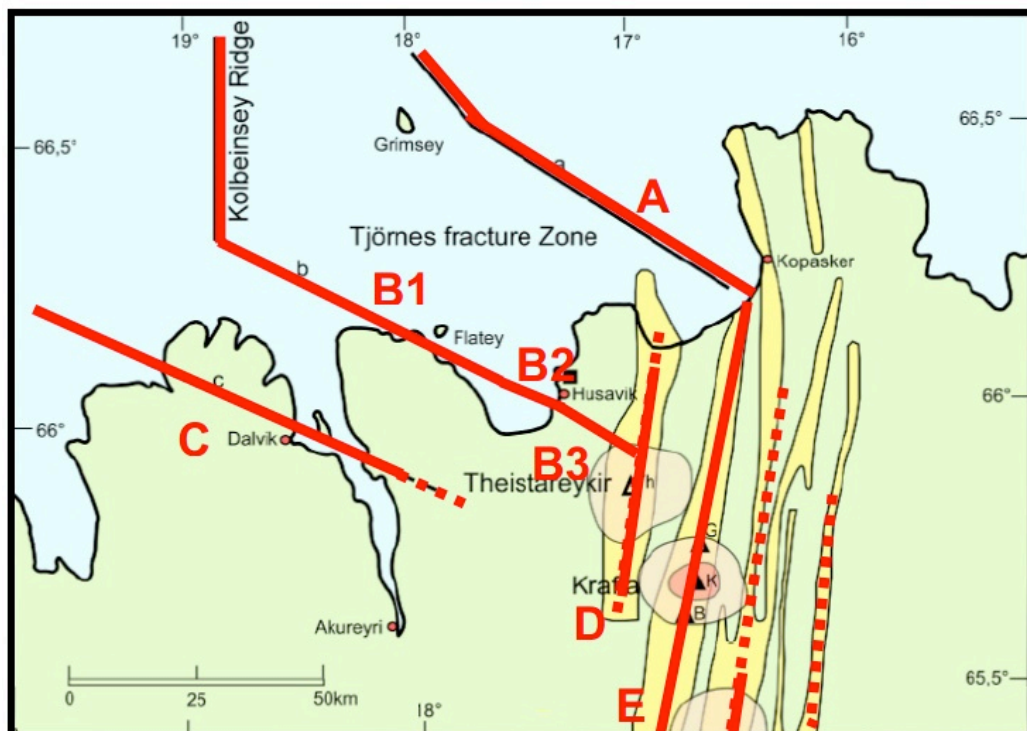 19°
18°
17°
16°
Kolbeinsey Ridge
66,5°
66,5°
Grimsey
a
A
Tjörnes fracture Zone
Kopasker
b
B1
Flatey
B2
Husavik
66°
66°
c
C
Dalvik
B3
Theistareykir
h
G
Krafla
K
D
B
Akureyri
65,5°
0
25
50km
18°
E